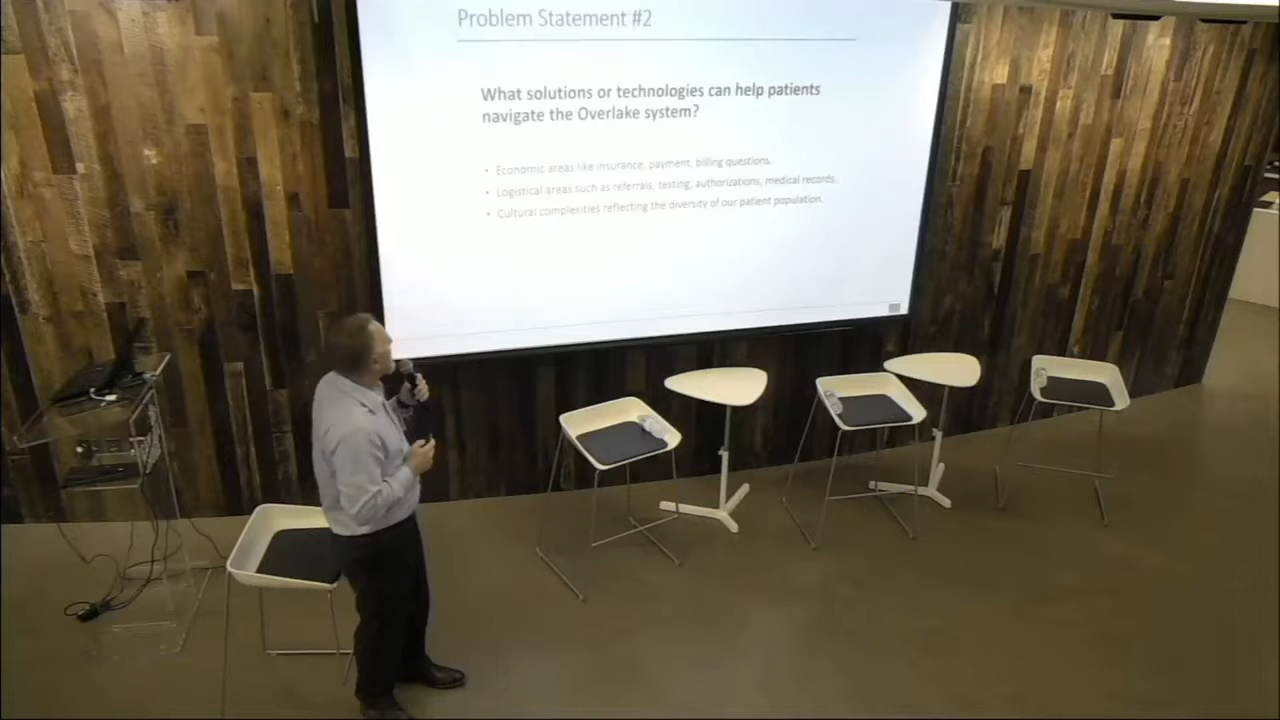 Problem Statement #2
What solutions or technologies can help patients
navigate the Overlake system?
• Economic areas like insurance, payment, billing questions.
• Logistical areas such as referrals, testing, authorizations, medical records.
• Cultural complexities reflecting the diversity of our patient population.